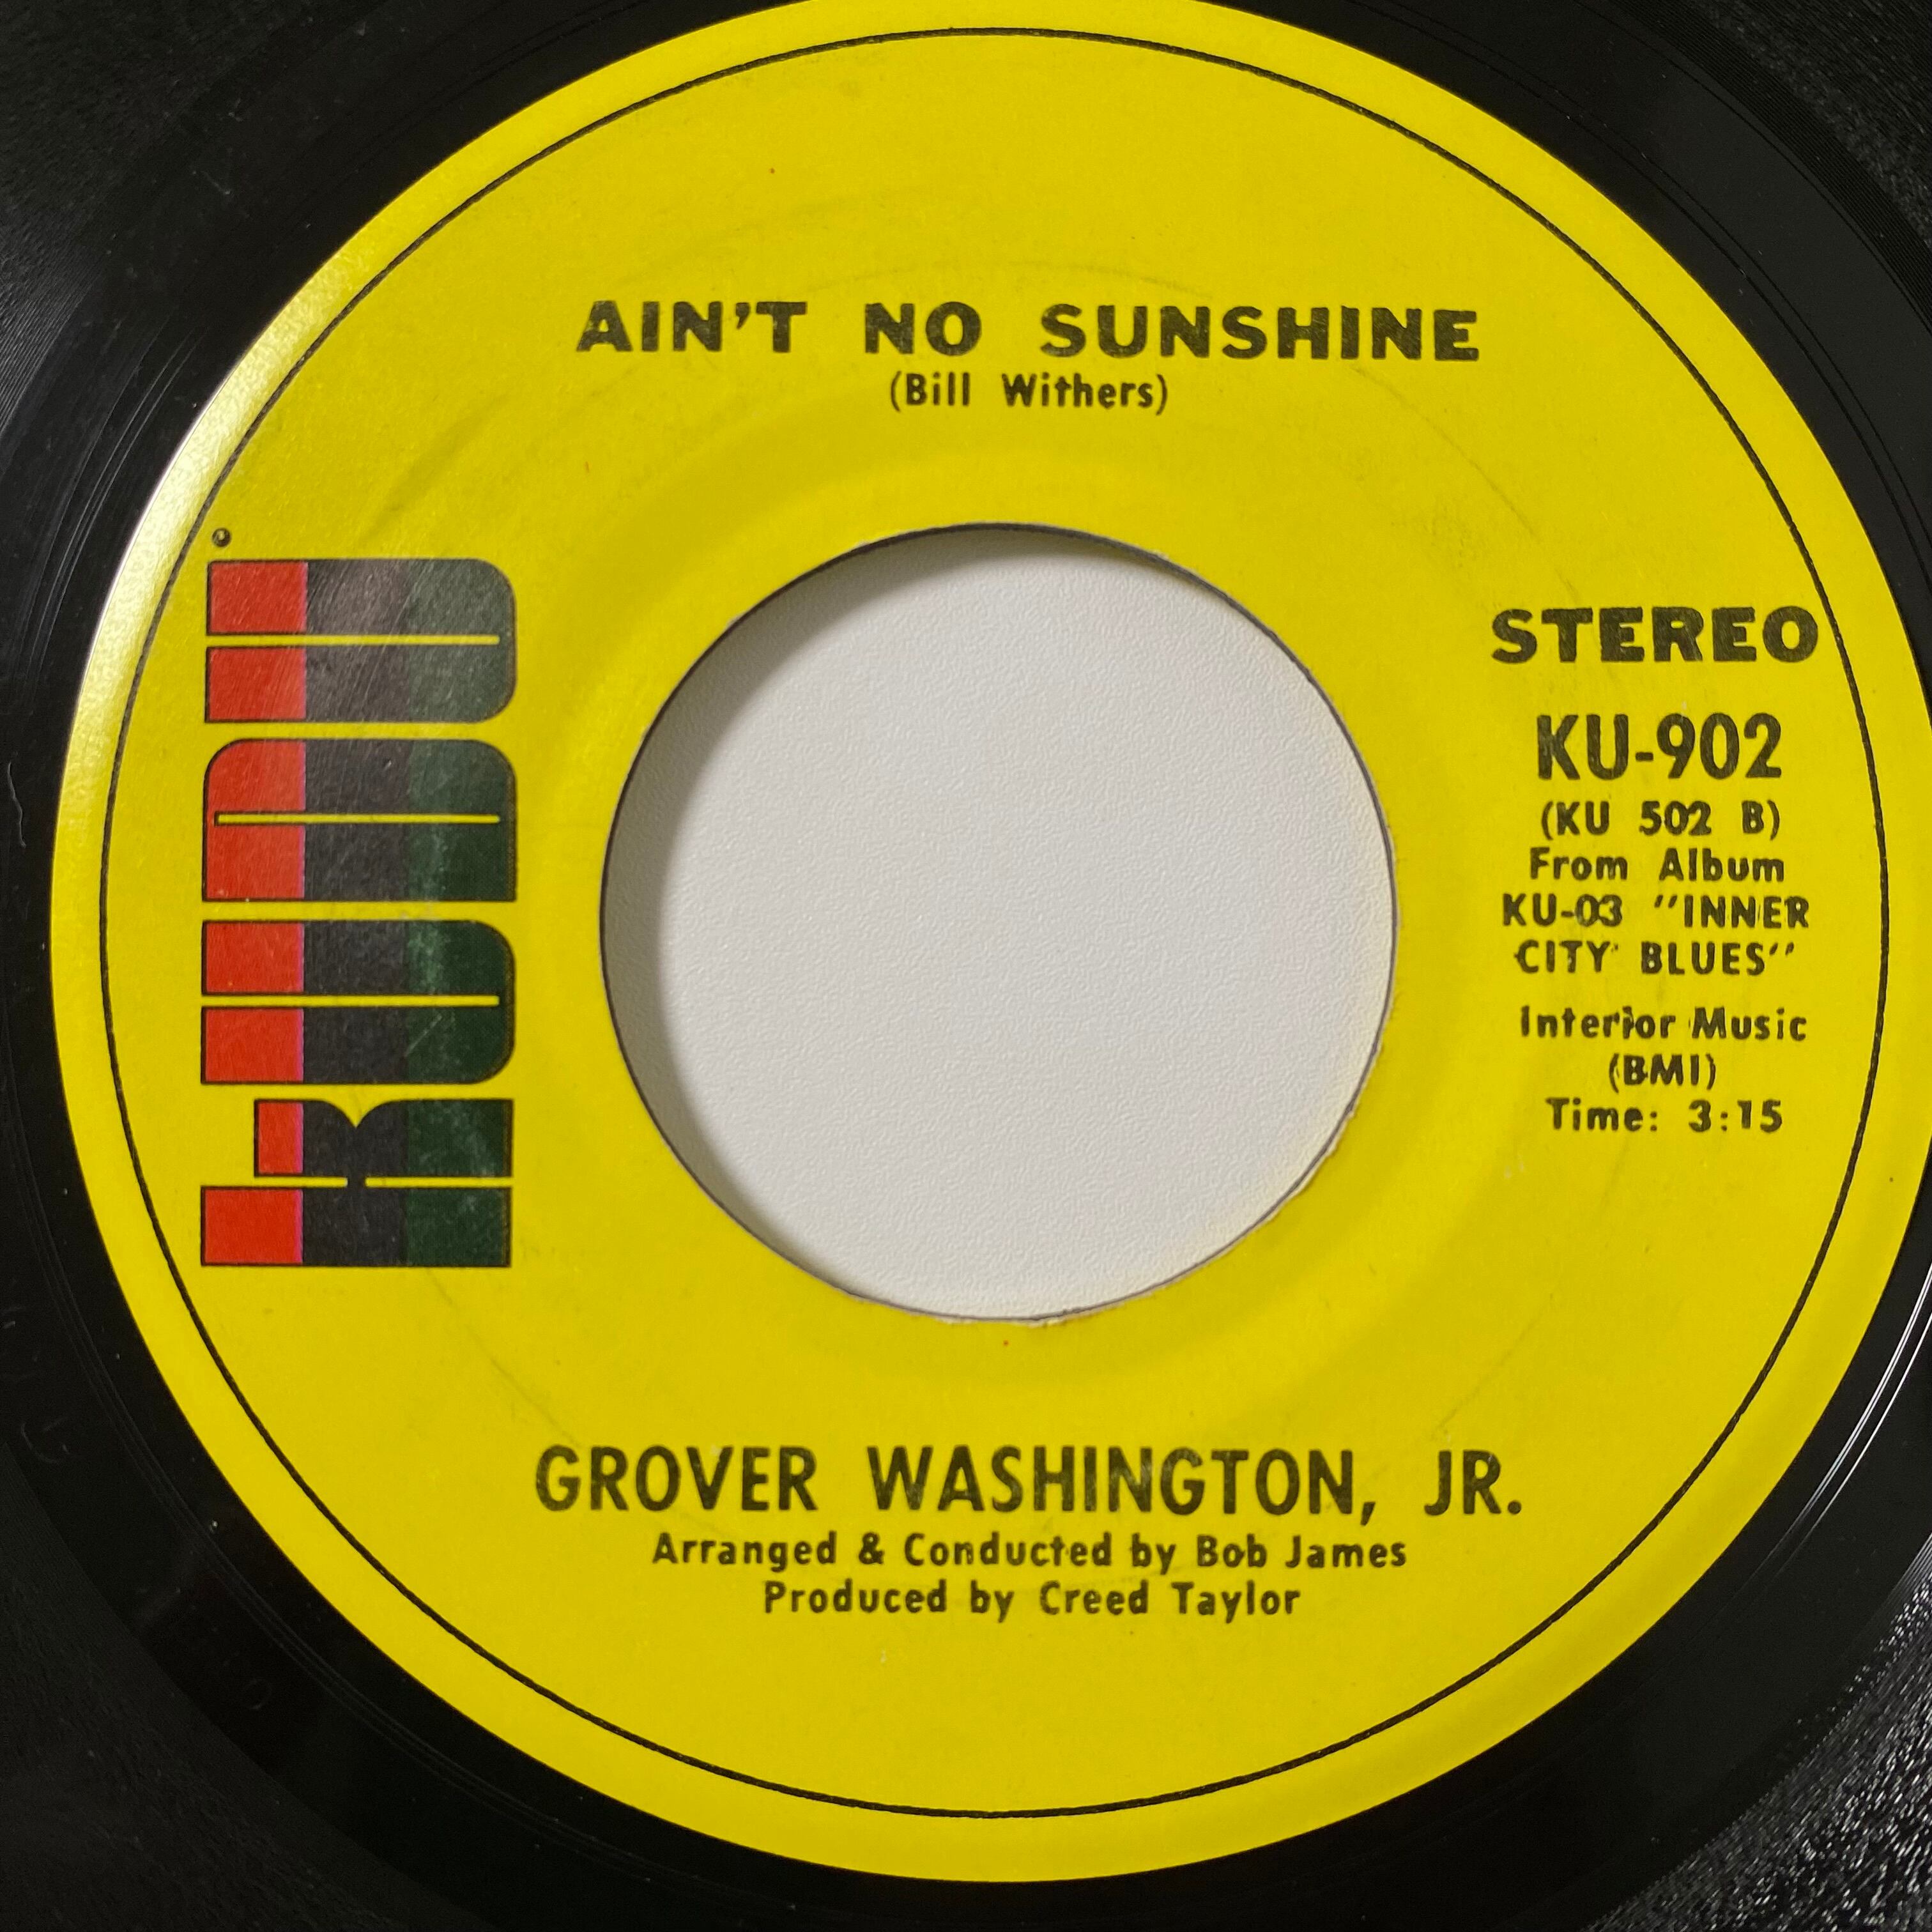 AIN'T NO SUNSHINE
(Bill Withers)
KUDU
STEREO
KU-902
(KU 502 B)
From Album
KU-03 "INNER
CITY BLUES"
Interior Music
(BMI)
Time: 3:15
GROVER WASHINGTON, JR.
Arranged & Conducted by Bob James
Produced by Creed Taylor